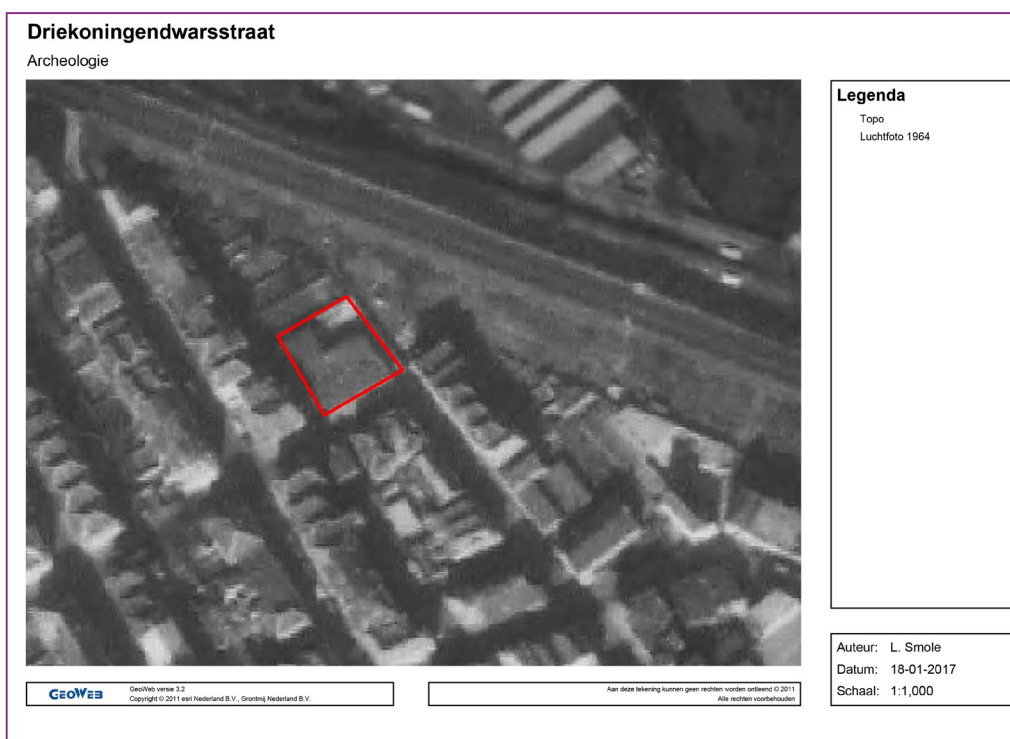 Driekoningendwarsstraat
Archeologie
Legenda
Topo
Luchtfoto 1964
Auteur: L. Smole
Datum: 18-01-2017
Schaal: 1:1,000
GEOWEB
GeoWeb versie 3.2
Copyright © 2011 esri Nederland B.V., Grontmij Nederland B.V.
Aan deze tekening kunnen geen rechten worden ontleend © 2011
Alle rechten voorbehouden